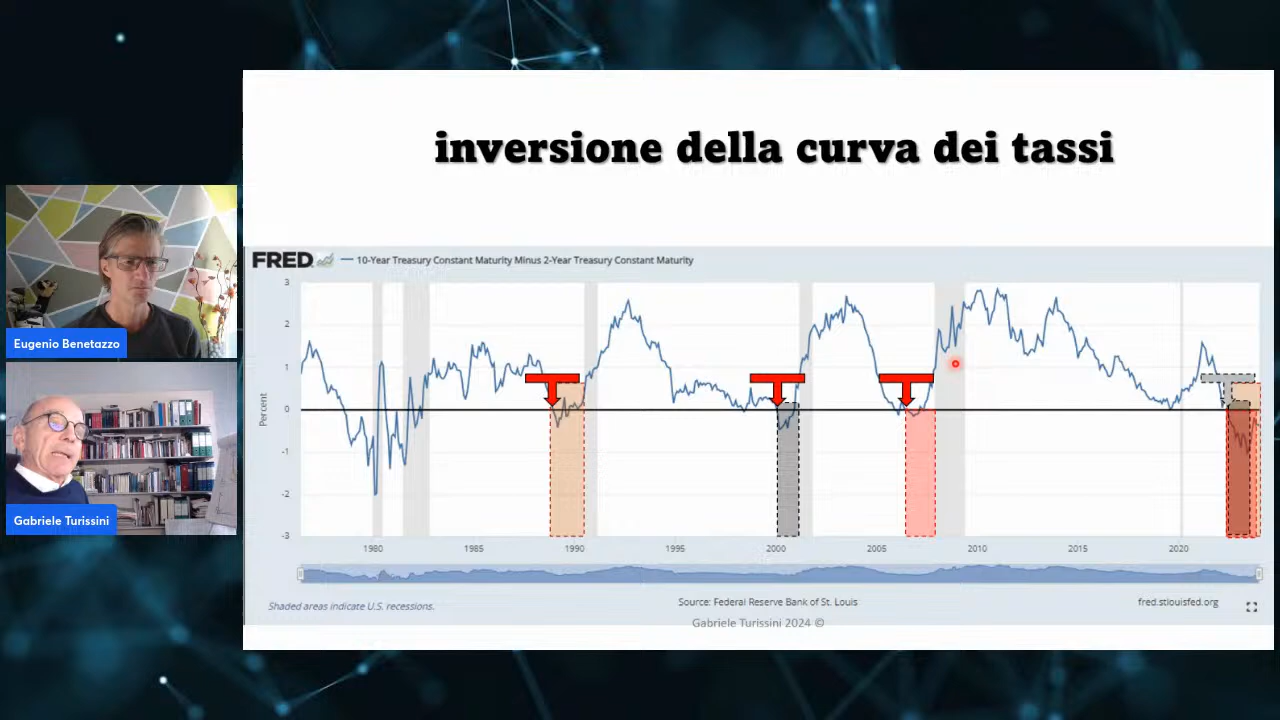 inversione della curva dei tassi
FRED
10-Year Treasury Constant Maturity Minus 2-Year Treasury Constant Maturity
3
2
1
0
-1
-2
-3
Percent
1980 1985 1990 1995 2000 2005 2010 2015 2020
Shaded areas indicate U.S. recessions.
Source: Federal Reserve Bank of St. Louis
fred.stlouisfed.org
Gabriele Turissini 2024 ©
Eugenio Benetazzo
Gabriele Turissini